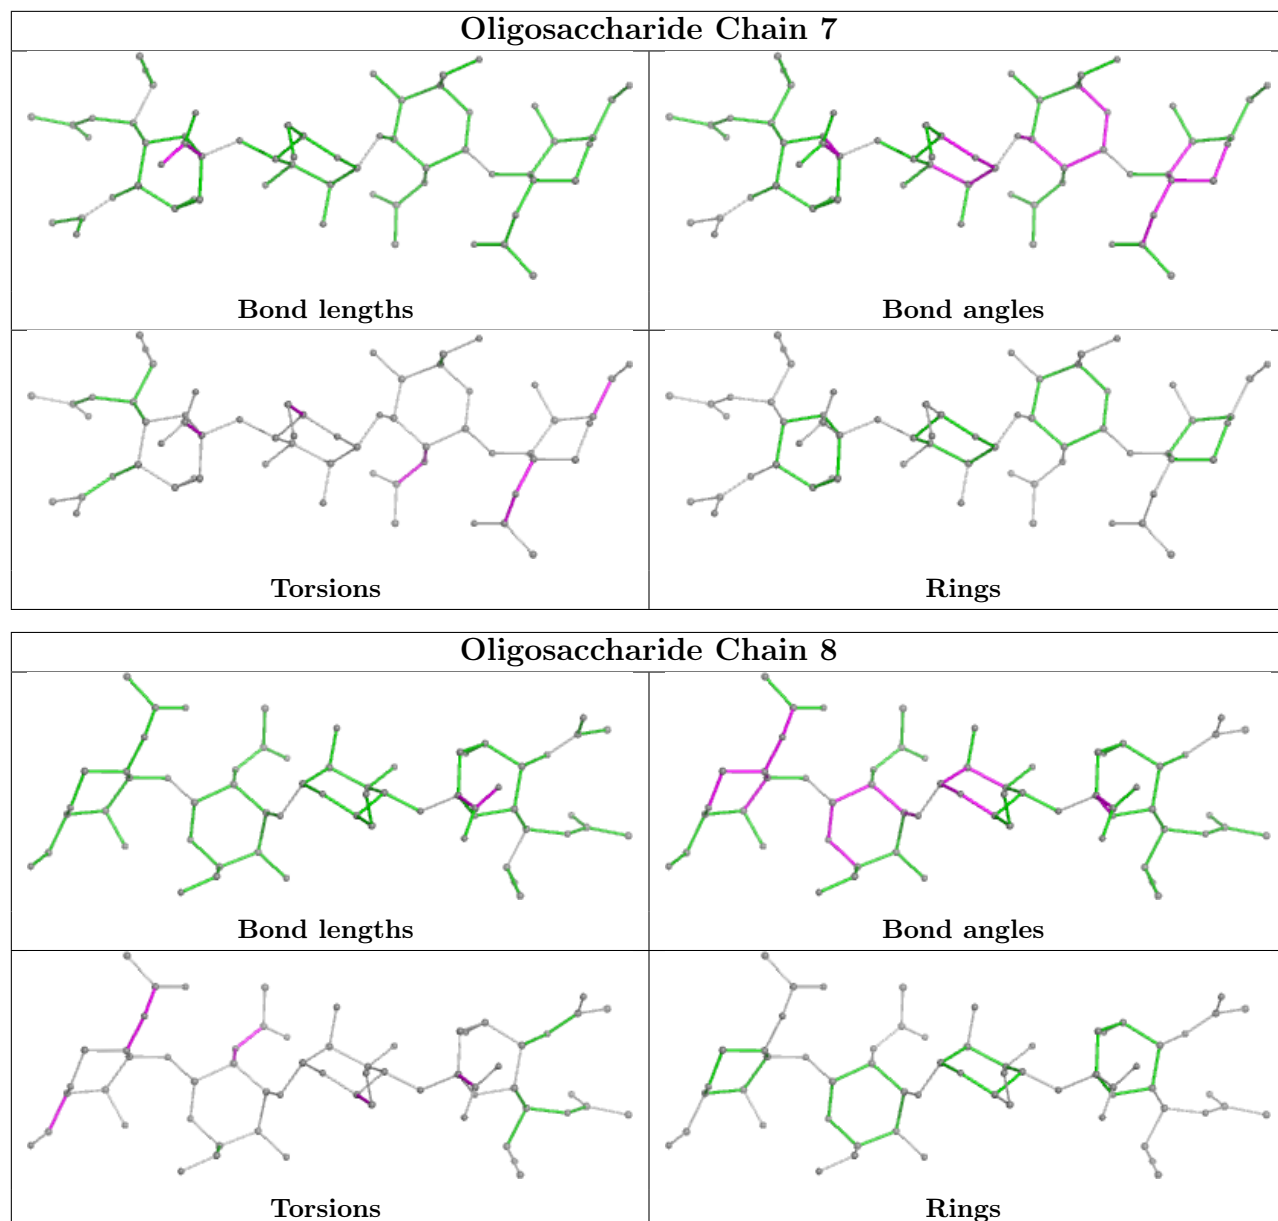 Oligosaccharide Chain 7
Bond lengths
Bond angles
Torsions
Rings
Oligosaccharide Chain 8
Bond lengths
Bond angles
Torsions
Rings